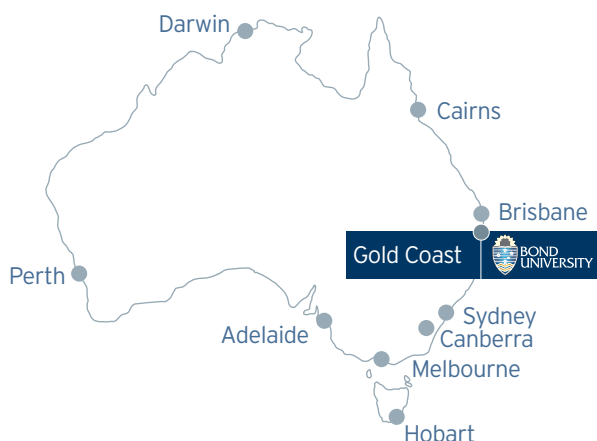 Darwin
Cairns
Brisbane
Gold Coast
BOND
UNIVERSITY
Perth
Sydney
Adelaide
Canberra
Melbourne
Hobart